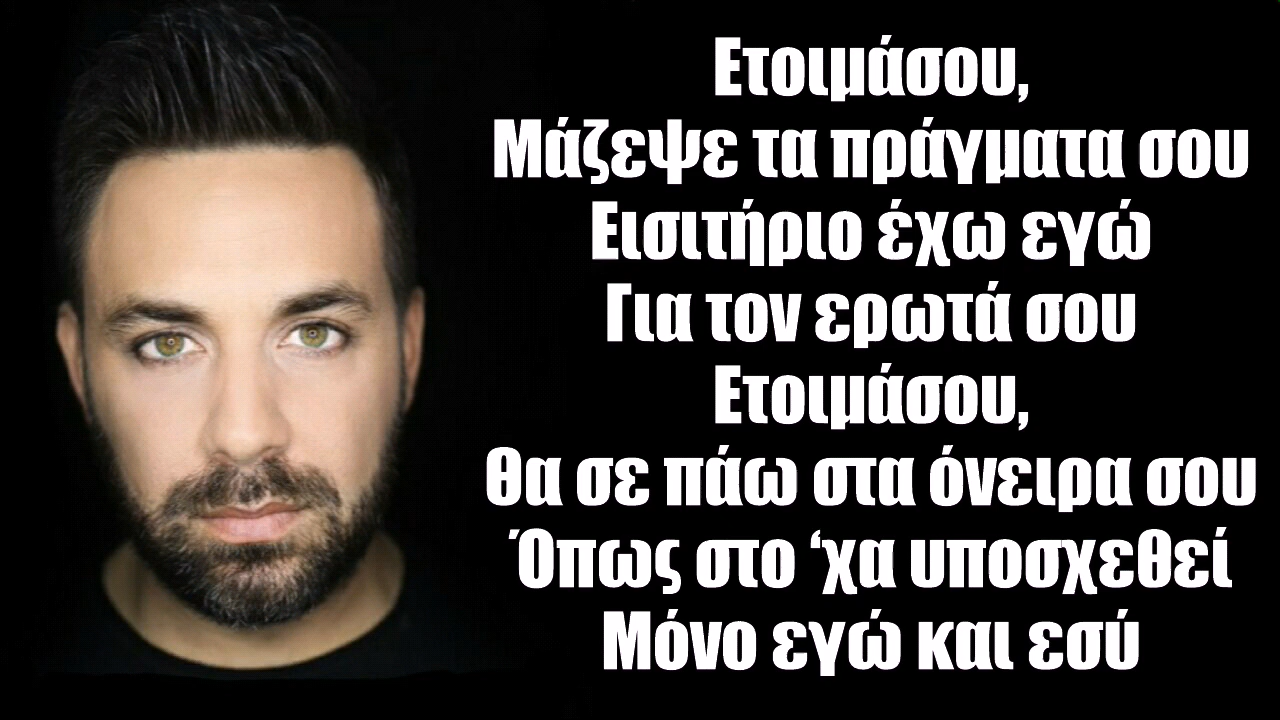 Ετοιμάσου,
Μάζεψε τα πράγματα σου
Εισιτήριο έχω εγώ
Για τον ερωτά σου
Ετοιμάσου,
θα σε πάω στα όνειρα σου
Όπως στο ‘χα υποσχεθεί
Μόνο εγώ και εσύ